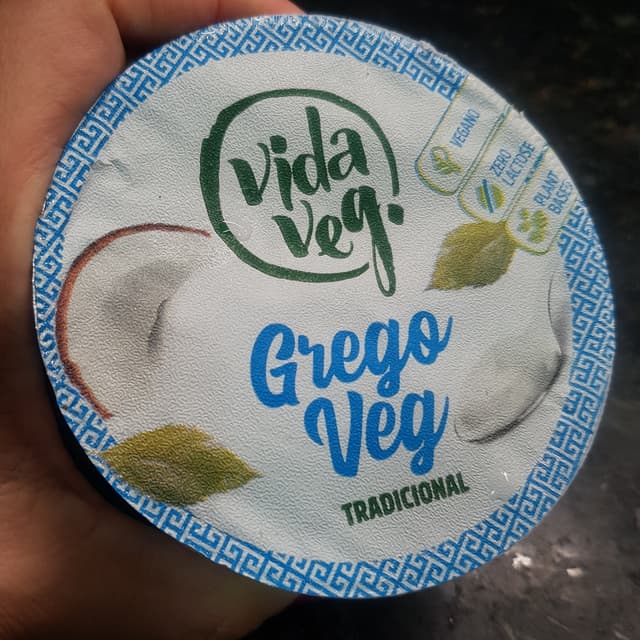 vida
veg.
VEGANO
ZERO
LACTOSE
PLANT
BASED
Grego
Veg
TRADICIONAL